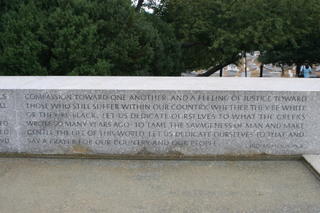 COMPASSION TOWARD ONE ANOTHER, AND A FEELING OF JUSTICE TOWARD
THOSE WHO STILL SUFFER WITHIN OUR COUNTRY, WHETHER THEY BE WHITE
OR THEY BE BLACK. LET US DEDICATE OURSELVES TO WHAT THE GREEKS
WROTE SO MANY YEARS AGO: TO TAME THE SAVAGENESS OF MAN AND MAKE
GENTLE THE LIFE OF THIS WORLD. LET US DEDICATE OURSELVES TO THAT AND
SAY A PRAYER FOR OUR COUNTRY AND OUR PEOPLE.